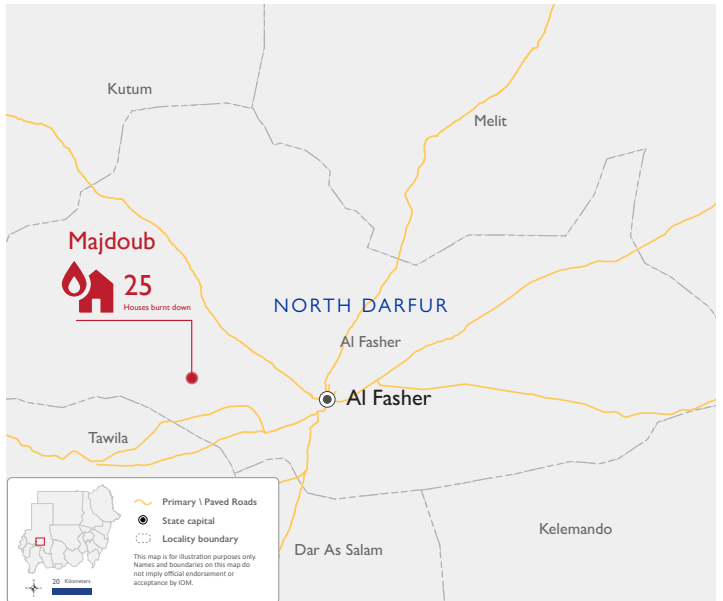 Kutum
Melit
Majdoub
25
Houses burnt down
NORTH DARFUR
Al Fasher
Al Fasher
Tawila
Kelemando
Dar As Salam
Primary \ Paved Roads
State capital
Locality boundary
This map is for illustration purposes only.
Names and boundaries on this map do
not imply official endorsement or
acceptance by IOM.
20 Kilometers